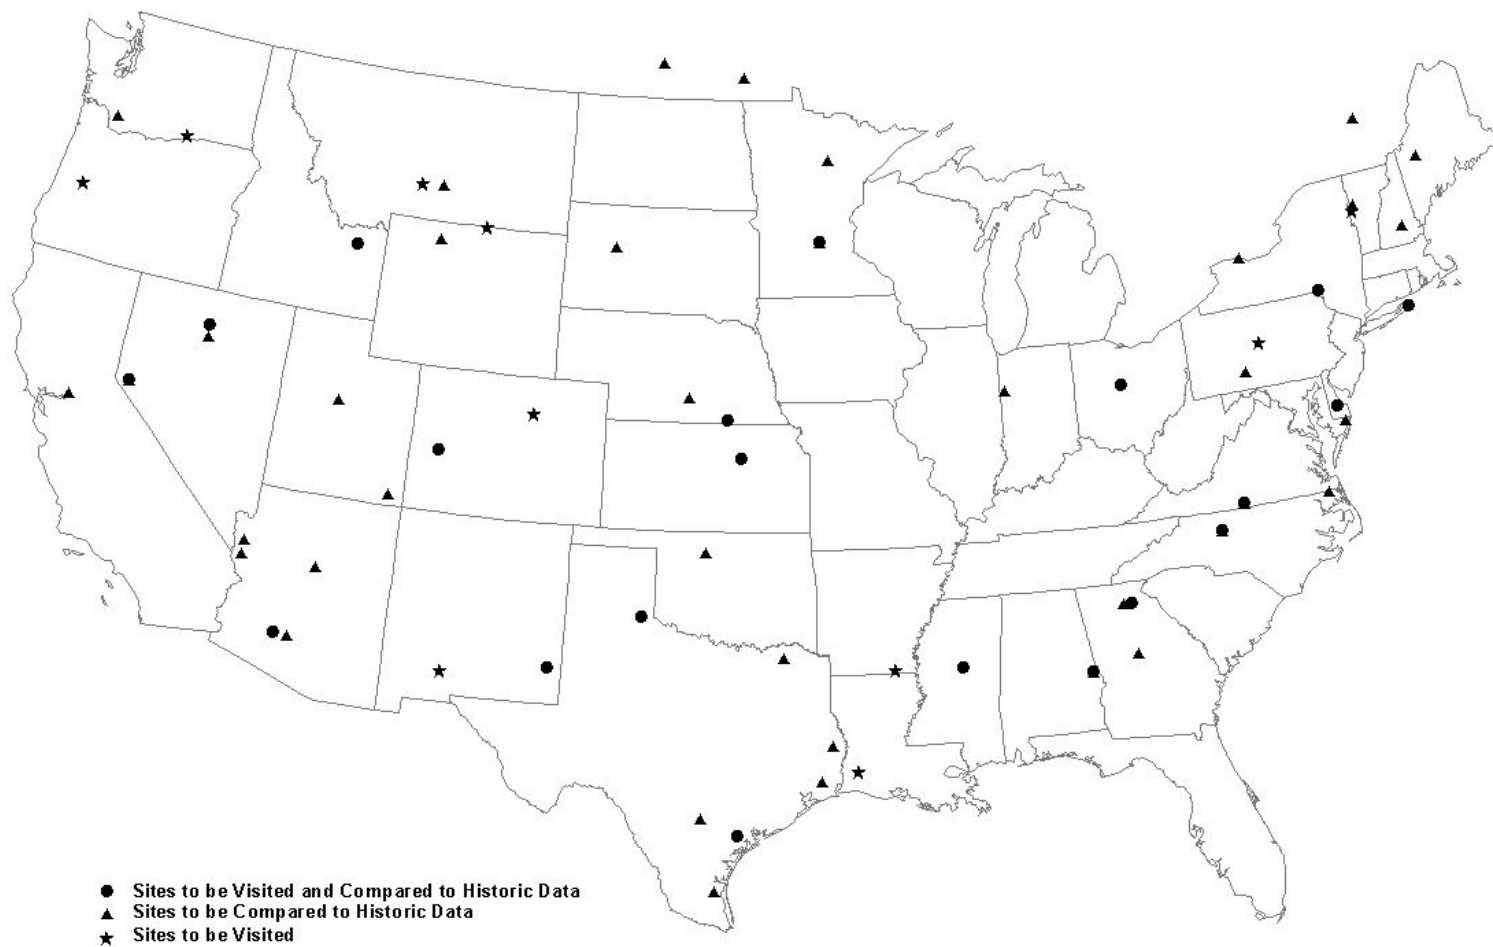 Sites to be Visited and Compared to Historic Data
Sites to be Compared to Historic Data
Sites to be Visited